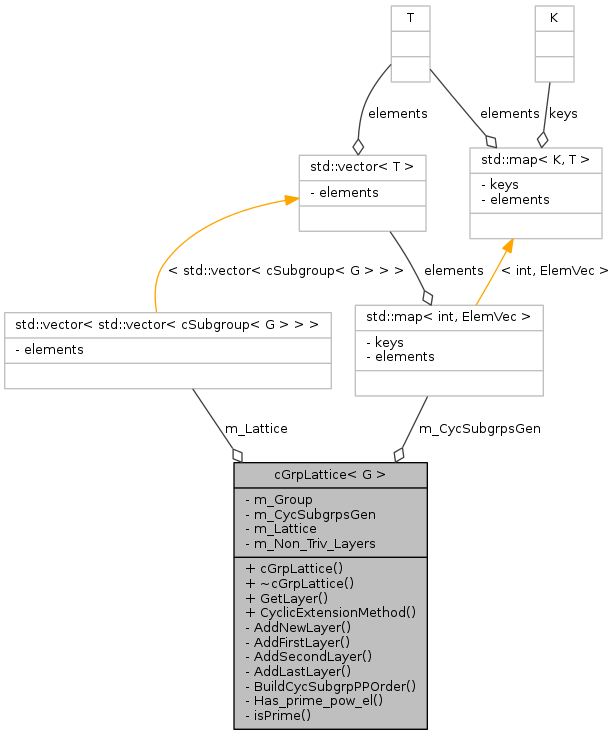 T
K
elements
elements
keys
std::vector< T >
- elements
std::map< K, T >
- keys
- elements
< std::vector< cSubgroup< G > > >
elements
< int, ElemVec >
std::vector< std::vector< cSubgroup< G > > >
- elements
std::map< int, ElemVec >
- keys
- elements
m_Lattice
m_CycSubgrpsGen
cGrpLattice< G >
- m_Group
- m_CycSubgrpsGen
- m_Lattice
- m_Non_Triv_Layers
+ cGrpLattice()
+ ~cGrpLattice()
+ GetLayer()
+ CyclicExtensionMethod()
- AddNewLayer()
- AddFirstLayer()
- AddSecondLayer()
- AddLastLayer()
- BuildCycSubgrpPPOrder()
- Has_prime_pow_el()
- isPrime()